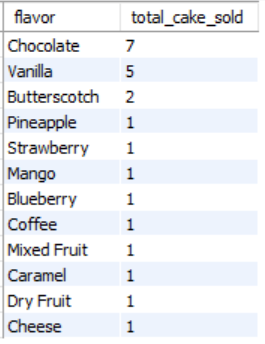 flavor total_cake_sold
Chocolate 7
Vanilla 5
Butterscotch 2
Pineapple 1
Strawberry 1
Mango 1
Blueberry 1
Coffee 1
Mixed Fruit 1
Caramel 1
Dry Fruit 1
Cheese 1